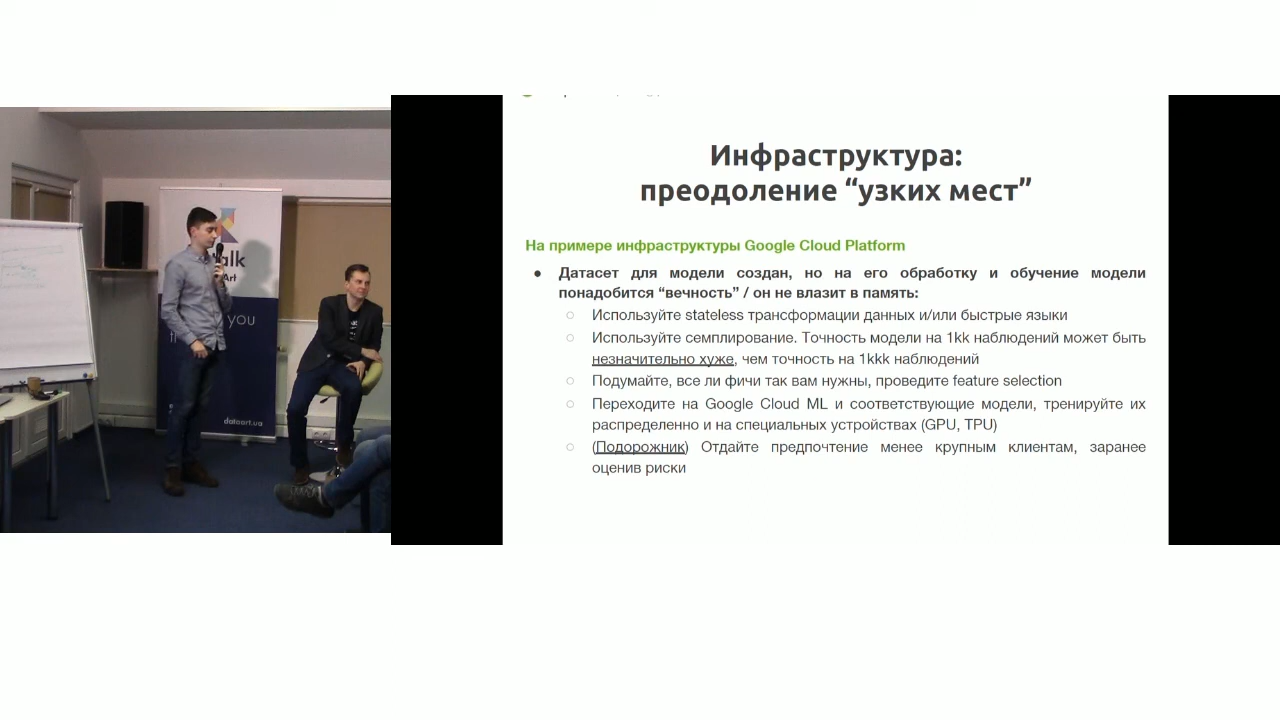 alk
Art
you
dataart.ua
Инфраструктура:
преодоление “узких мест”
На примере инфраструктуры Google Cloud Platform
● Датасет для модели создан, но на его обработку и обучение модели
понадобится “вечность” / он не влазит в память:
○ Используйте stateless трансформации данных и/или быстрые языки
○ Используйте семплирование. Точность модели на 1kk наблюдений может быть
незначительно хуже, чем точность на 1kkk наблюдений
○ Подумайте, все ли фичи так вам нужны, проведите feature selection
○ Переходите на Google Cloud ML и соответствующие модели, тренируйте их
распределенно и на специальных устройствах (GPU, TPU)
○ (Подорожник) Отдайте предпочтение менее крупным клиентам, заранее
оценив риски